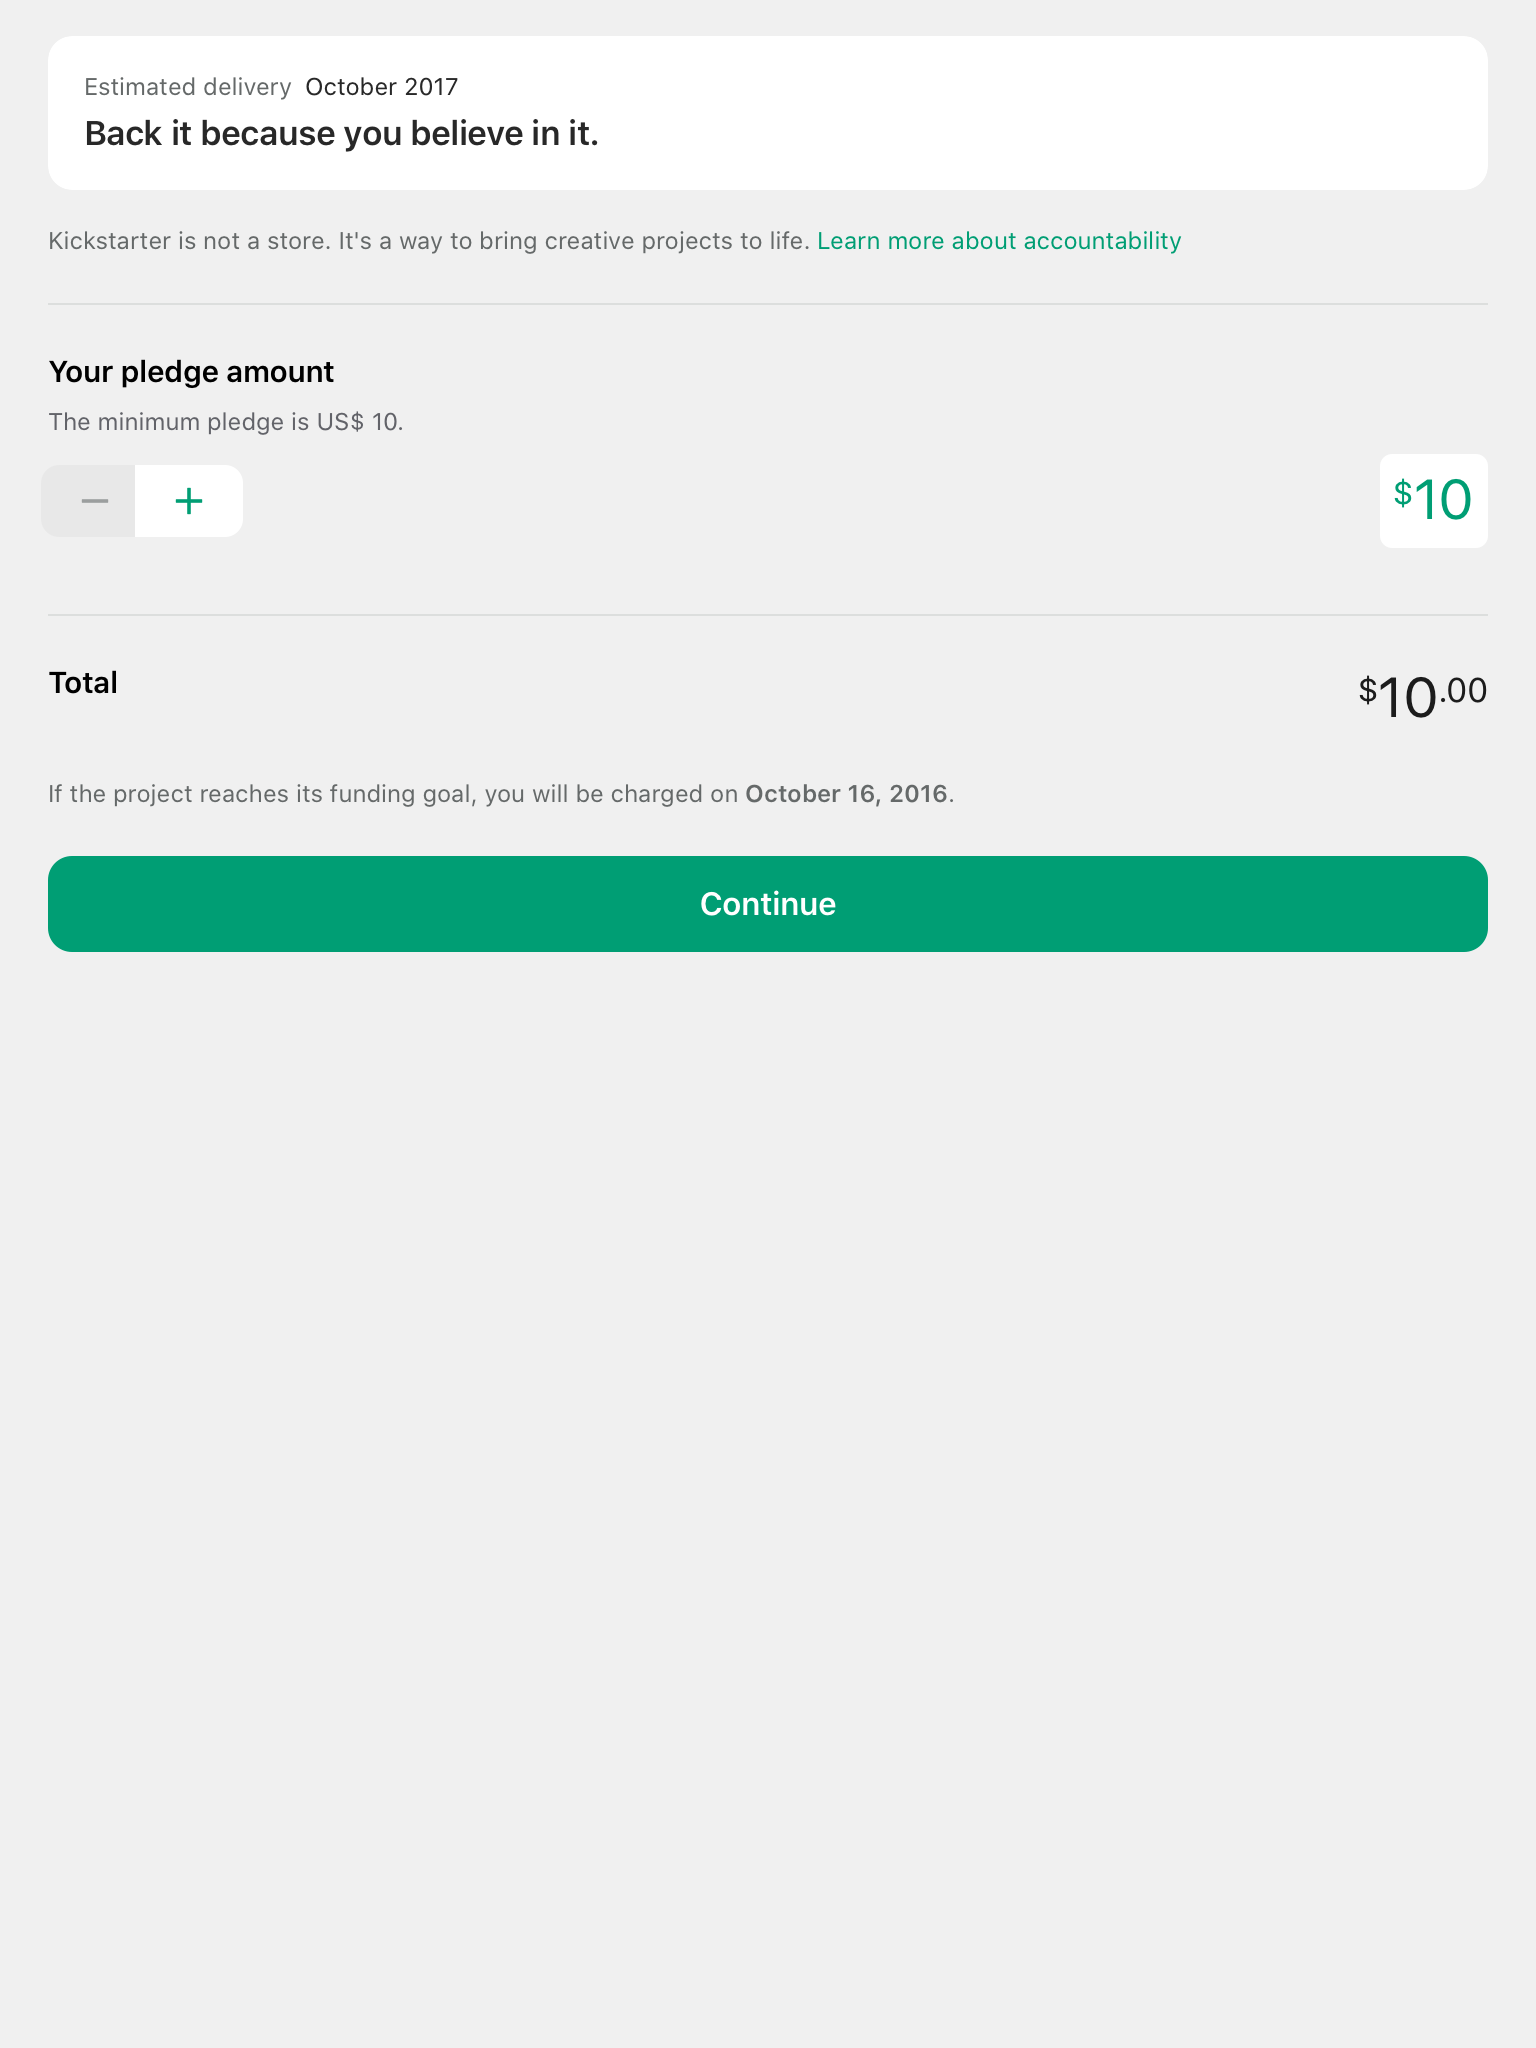 Estimated delivery October 2017
Back it because you believe in it.
Kickstarter is not a store. It's a way to bring creative projects to life. Learn more about accountability
Your pledge amount
The minimum pledge is US$ 10.
$10
Total
$10.00
If the project reaches its funding goal, you will be charged on October 16, 2016.
Continue